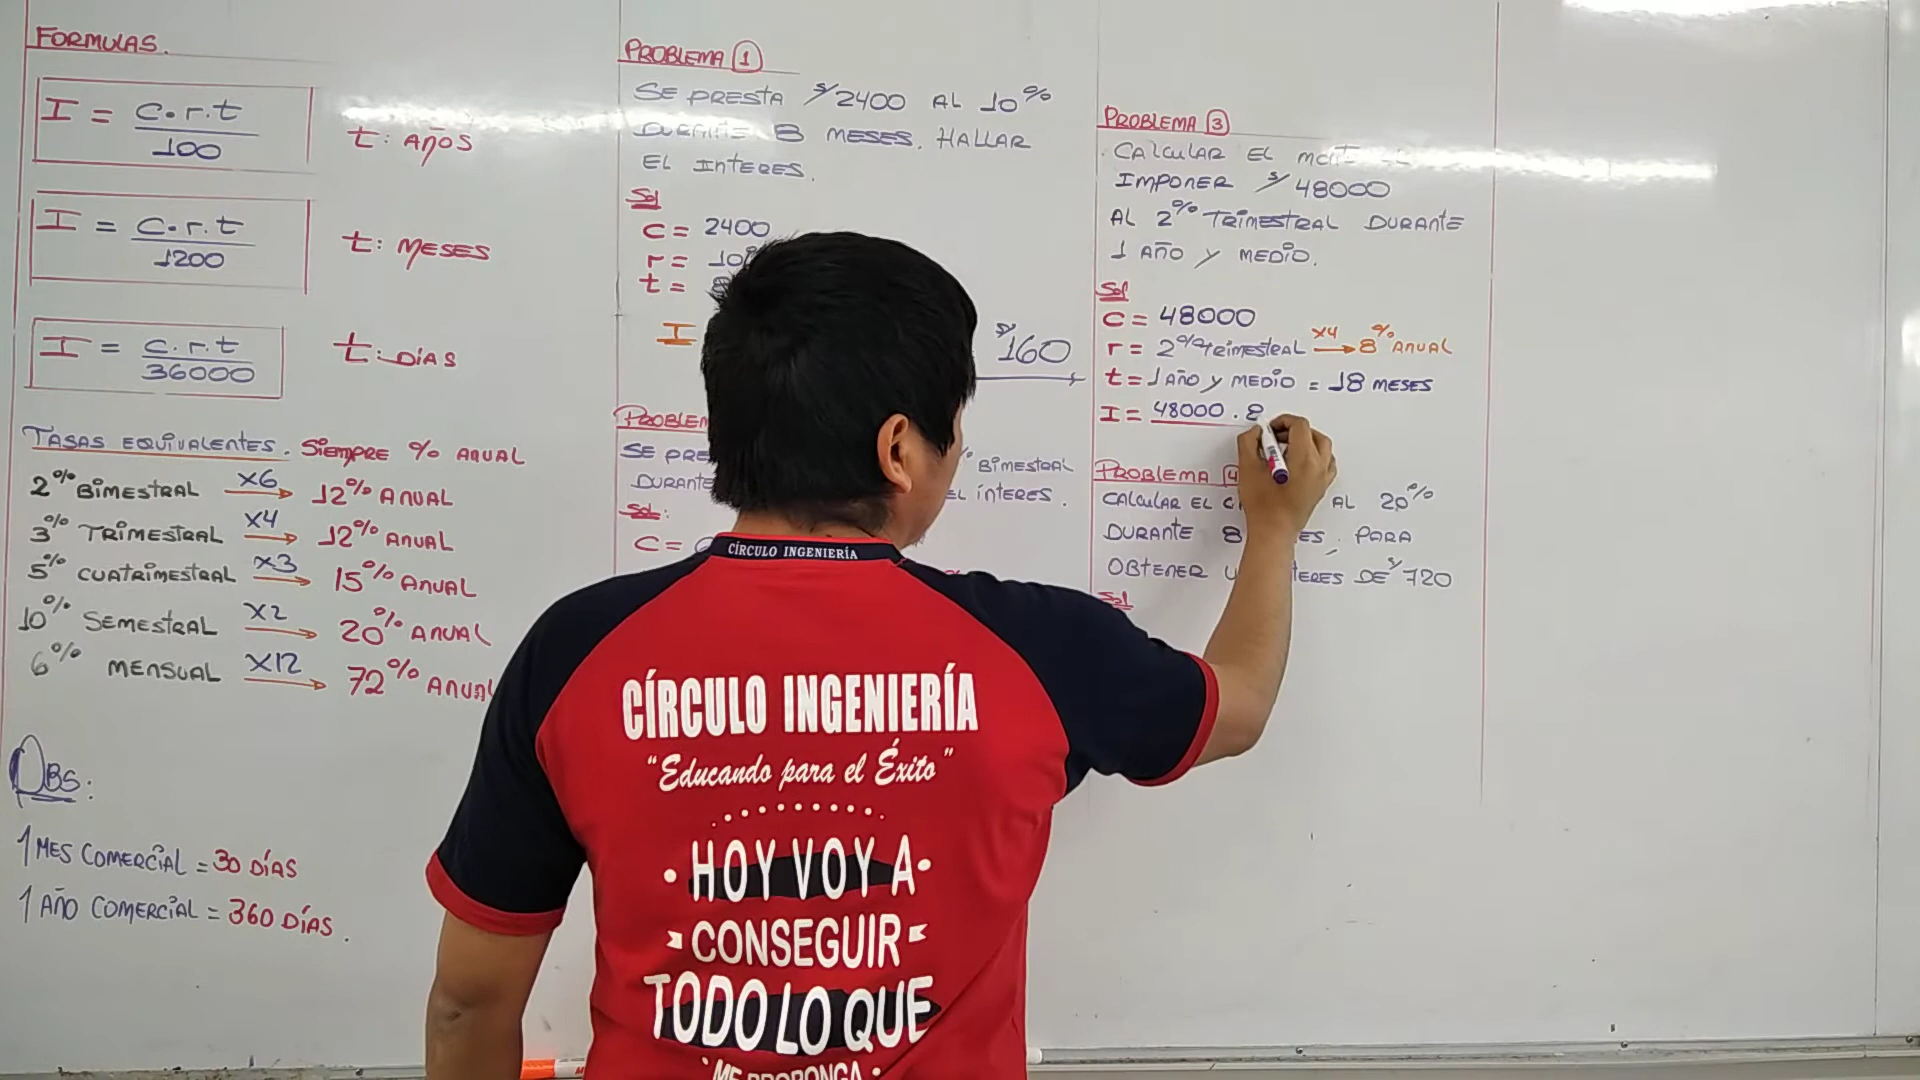 FORMULAS.
I = C.r.t / 100
t: AÑOS
I = C.r.t / 1200
t: MESES
I = C.r.t / 36000
t: DÍAS
TASAS EQUIVALENTES. SIEMPRE % ANUAL
2% BIMESTRAL x6 → 12% ANUAL
3% TRIMESTRAL x4 → 12% ANUAL
5% CUATRIMESTRAL x3 → 15% ANUAL
10% SEMESTRAL x2 → 20% ANUAL
6% MENSUAL x12 → 72% ANUAL
OBS:
1 MES COMERCIAL = 30 DÍAS
1 AÑO COMERCIAL = 360 DÍAS.
PROBLEMA 1
SE PRESTA S/2400 AL 10%
DURANTE 8 MESES. HALLAR
EL INTERES.
Sol
C = 2400
r = 10
t =
I
S/160
SE
% BIMESTRAL
DURANTE
INTERES.
Sol:
C =
PROBLEMA 3
CALCULAR EL
IMPONER S/48000
AL 2% TRIMESTRAL DURANTE
1 AÑO Y MEDIO.
Sol
C = 48000
r = 2% TRIMESTRAL x4 → 8% ANUAL
t = 1 AÑO Y MEDIO = 18 MESES
I = 48000 . 8
PROBLEMA 4
CALCULAR EL AL 20%
DURANTE 8 PARA
OBTENER DE S/720
Sol
CÍRCULO INGENIERÍA
CÍRCULO INGENIERÍA
"Educando para el Éxito"
• HOY VOY A •
CONSEGUIR
TODO LO QUE
ME PROPONGA •